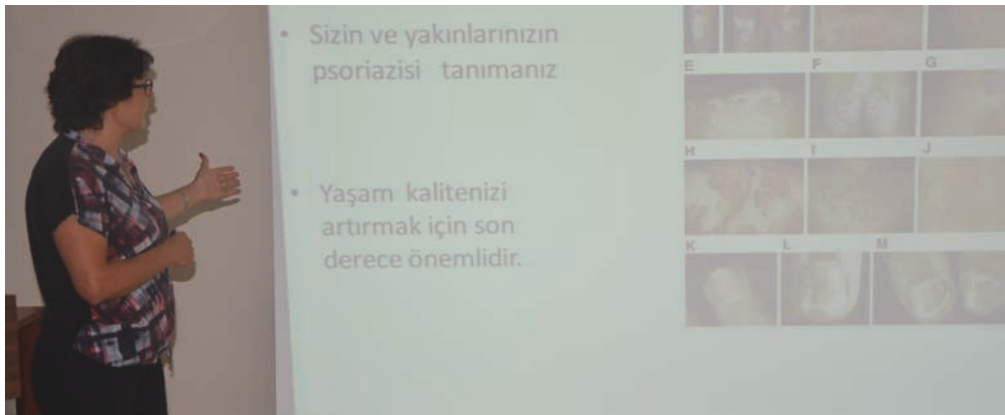 • Sizin ve yakınlarınızın
psoriazisi tanımanız
• Yaşam kalitenizi
artırmak için son
derece önemlidir.
E F G
H I J
K L M